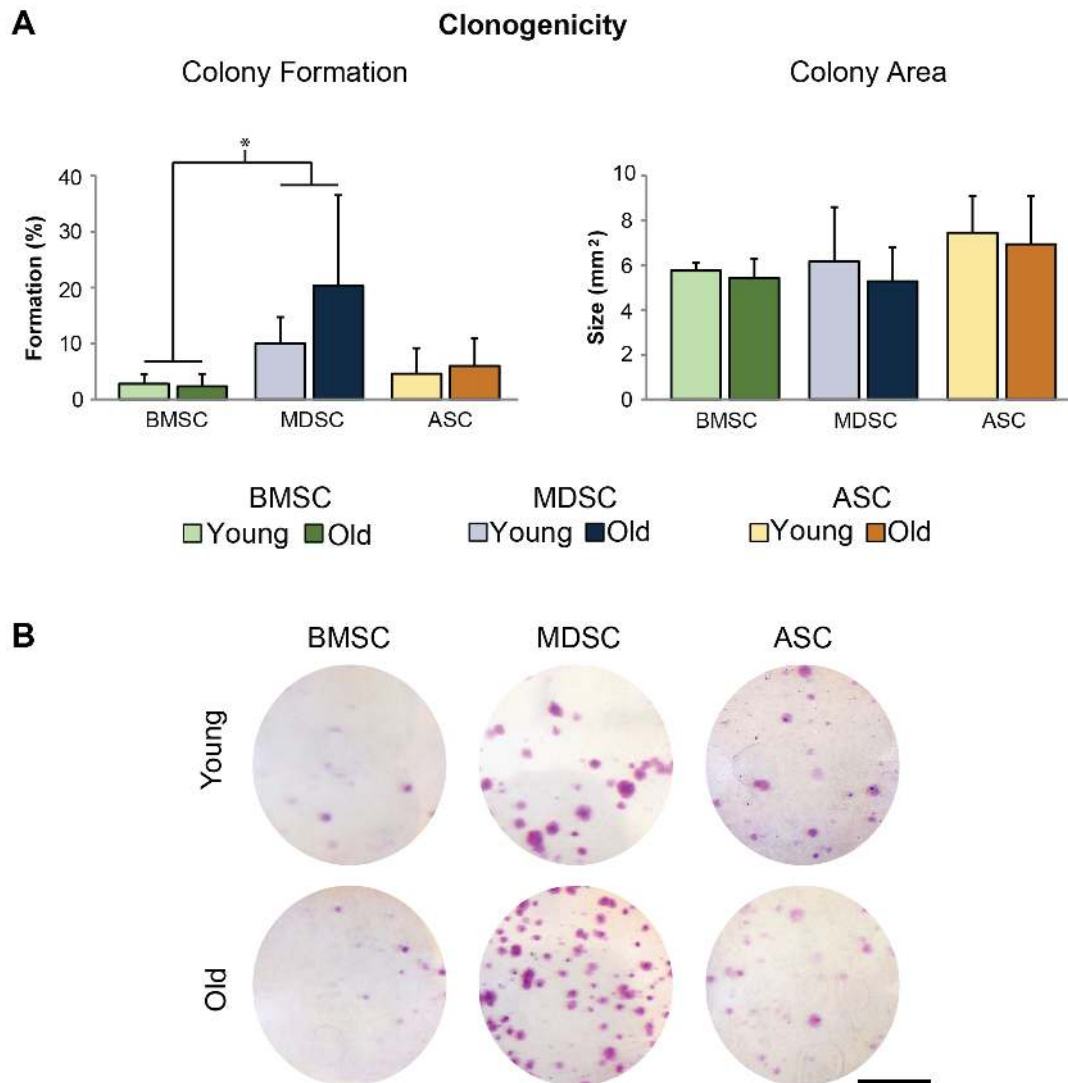 A
Clonogenicity
Colony Formation
Colony Area
*
Formation (%)
40
30
20
10
0
BMSC MDSC ASC
Size (mm²)
10
8
6
4
2
0
BMSC MDSC ASC
BMSC MDSC ASC
Young Old Young Old Young Old
B
BMSC MDSC ASC
Young
Old